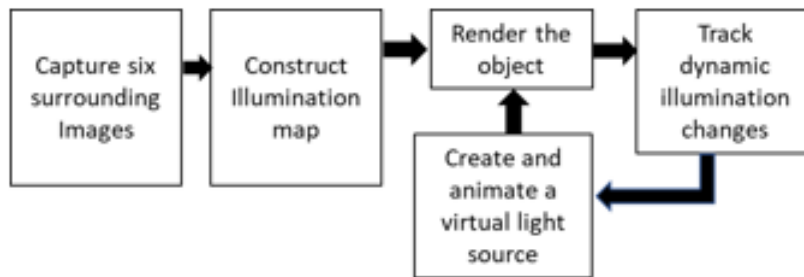 Capture six
surrounding
Images
Construct
Illumination
map
Render the
object
Track
dynamic
illumination
changes
Create and
animate a
virtual light
source